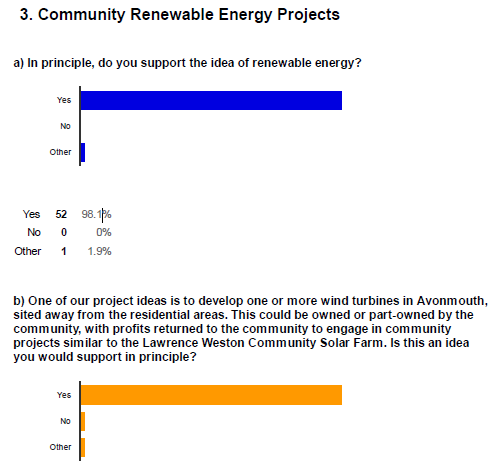 3. Community Renewable Energy Projects
a) In principle, do you support the idea of renewable energy?
Yes
No
Other
Yes 52 98.1%
No 0 0%
Other 1 1.9%
b) One of our project ideas is to develop one or more wind turbines in Avonmouth,
sited away from the residential areas. This could be owned or part-owned by the
community, with profits returned to the community to engage in community
projects similar to the Lawrence Weston Community Solar Farm. Is this an idea
you would support in principle?
Yes
No
Other